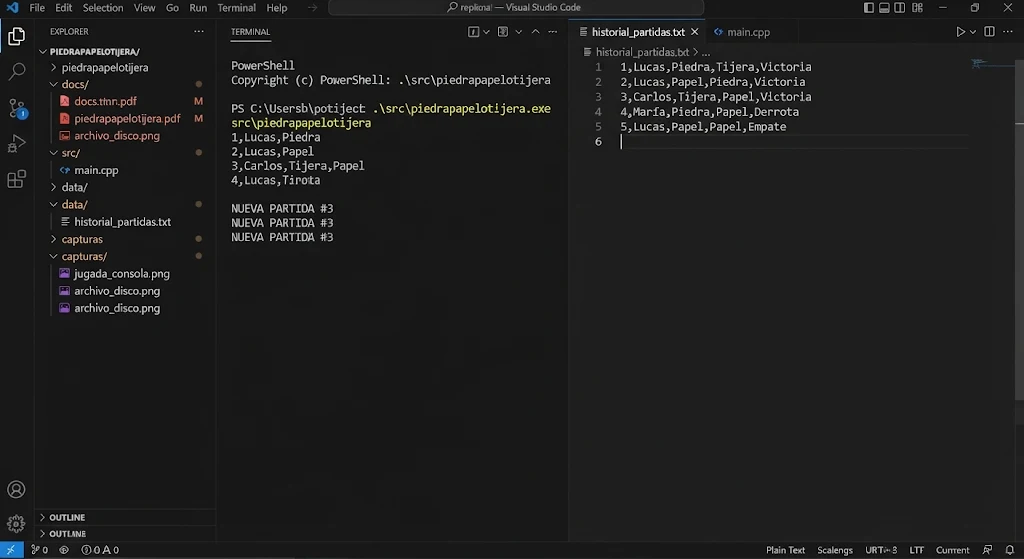 File Edit Selection View Go Run Terminal Help
replkoнal — Visual Studio Code
EXPLORER
PIEDRAPAPELOTIJERA/
piedrapapelotijera
docs/
piedrapapelotijera.pdf M
archivo_disco.png
src/
main.cpp
data/
data/
historial_partidas.txt
capturas
capturas/
jugada_consola.png
archivo_disco.png
archivo_disco.png
OUTLINE
OUTLINE
TERMINAL
PowerShell
Copyright (c) PowerShell: .\src\piedrapapelotijera
PS C:\Usersb\potiject .\src\piedrapapelotijera.exe
src\piedrapapelotijera
1,Lucas,Piedra
2,Lucas,Papel
3,Carlos,Tijera,Papel
4,Lucas,Tirota
NUEVA PARTIDA #3
NUEVA PARTIDA #3
NUEVA PARTIDA #3
historial_partidas.txt main.cpp
historial_partidas.txt > ...
1 1,Lucas,Piedra,Tijera,Victoria
2 2,Lucas,Papel,Piedra,Victoria
3 3,Carlos,Tijera,Papel,Victoria
4 4,María,Piedra,Papel,Derrota
5 5,Lucas,Papel,Papel,Empate
6
0 0 A 0 Plain Text Scalengs LTT Current